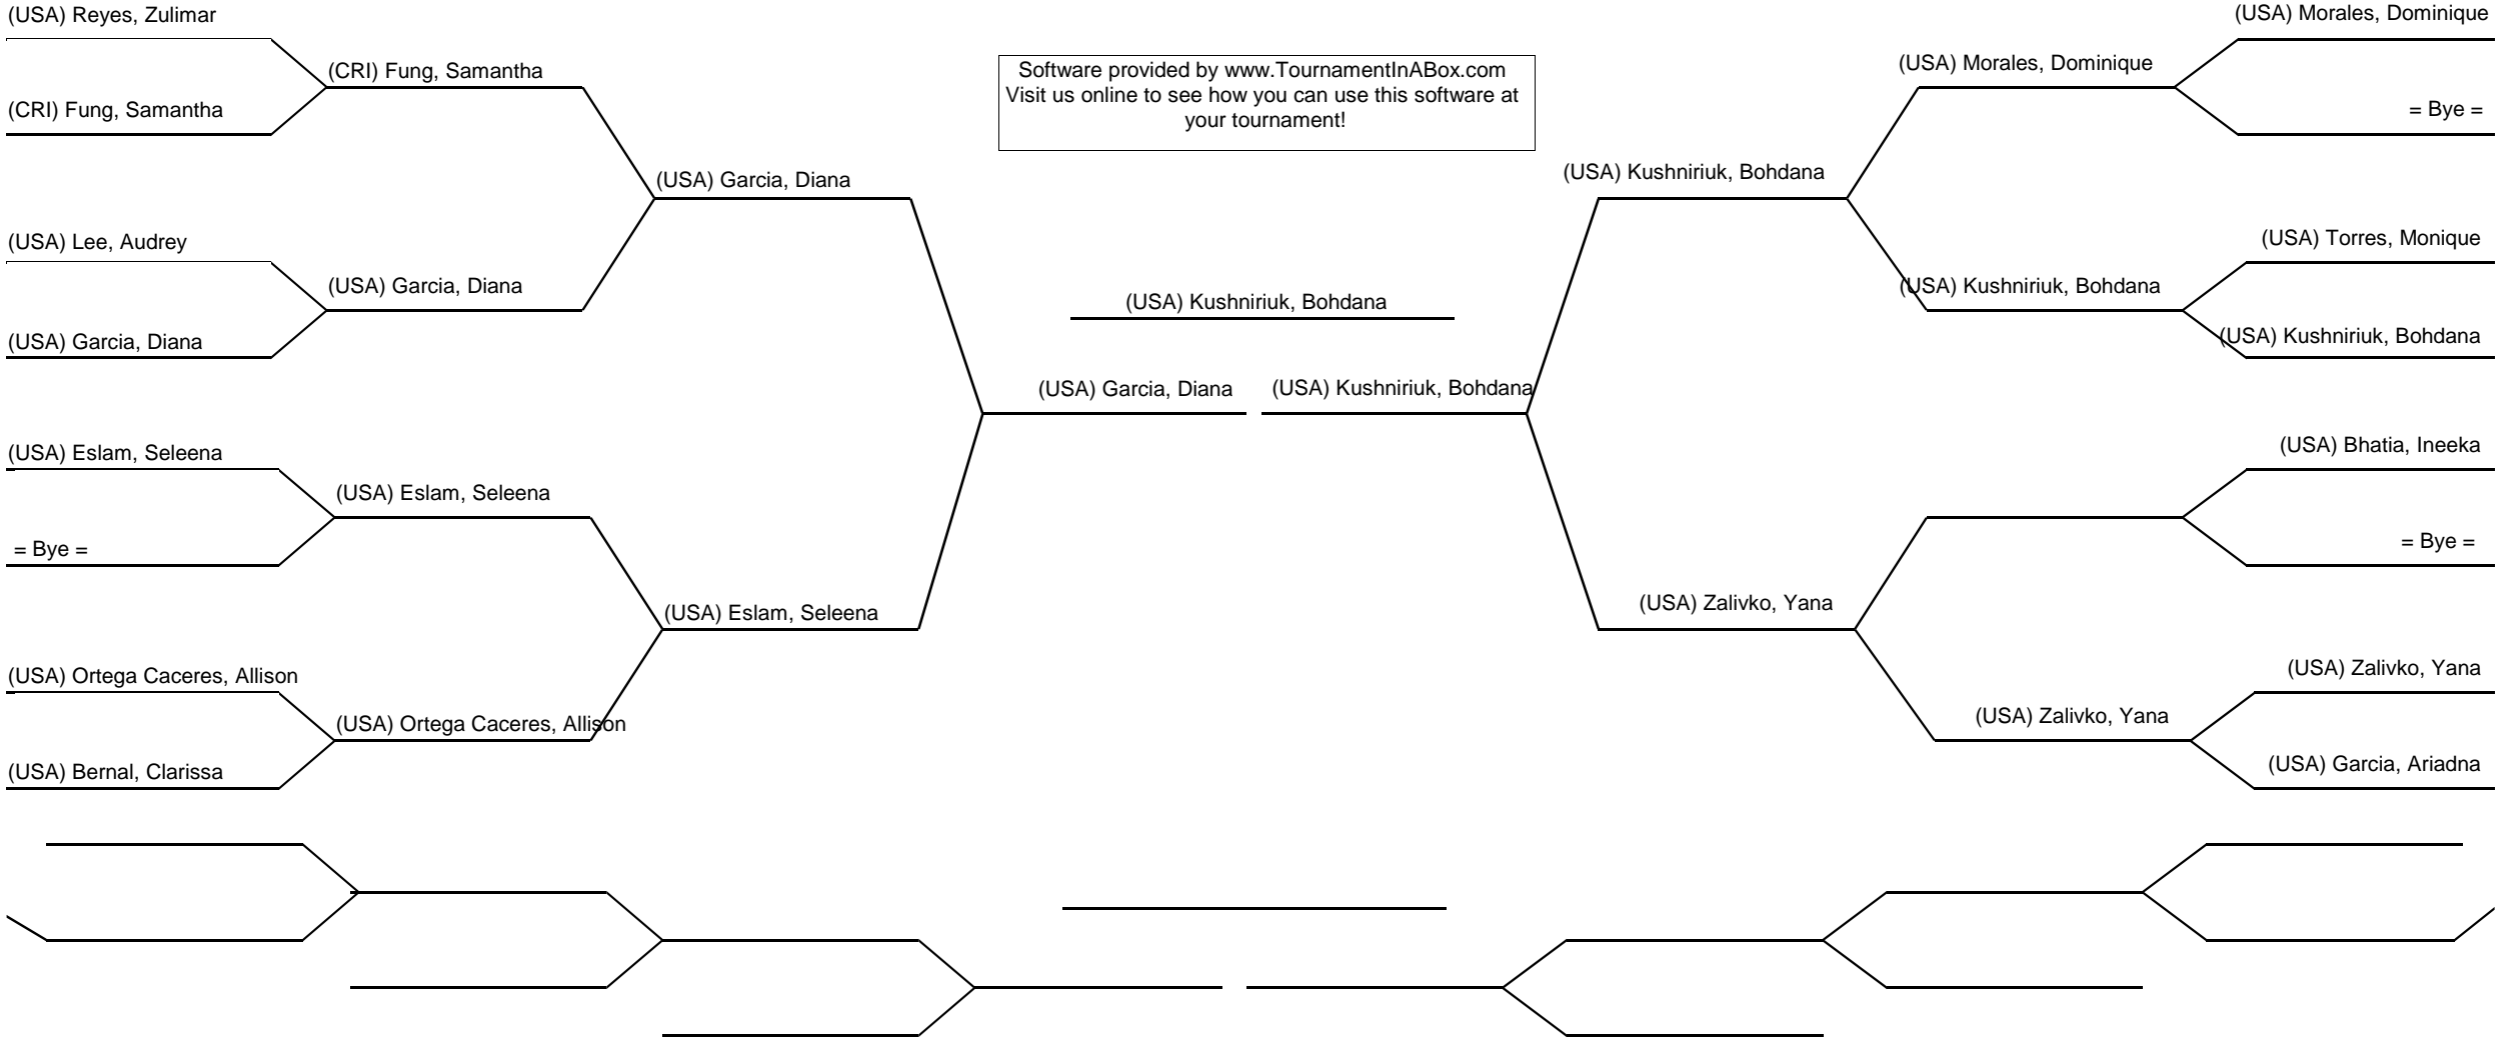 (USA) Reyes, Zulimar
(CRI) Fung, Samantha
(CRI) Fung, Samantha
(USA) Garcia, Diana
(USA) Lee, Audrey
(USA) Garcia, Diana
(USA) Garcia, Diana
(USA) Eslam, Seleena
(USA) Eslam, Seleena
= Bye =
(USA) Eslam, Seleena
(USA) Ortega Caceres, Allison
(USA) Ortega Caceres, Allison
(USA) Bernal, Clarissa
Software provided by www.TournamentInABox.com
Visit us online to see how you can use this software at
your tournament!
(USA) Kushniriuk, Bohdana
(USA) Garcia, Diana
(USA) Kushniriuk, Bohdana
(USA) Morales, Dominique
(USA) Morales, Dominique
= Bye =
(USA) Kushniriuk, Bohdana
(USA) Torres, Monique
(USA) Kushniriuk, Bohdana
(USA) Kushniriuk, Bohdana
(USA) Bhatia, Ineeka
= Bye =
(USA) Zalivko, Yana
(USA) Zalivko, Yana
(USA) Zalivko, Yana
(USA) Garcia, Ariadna